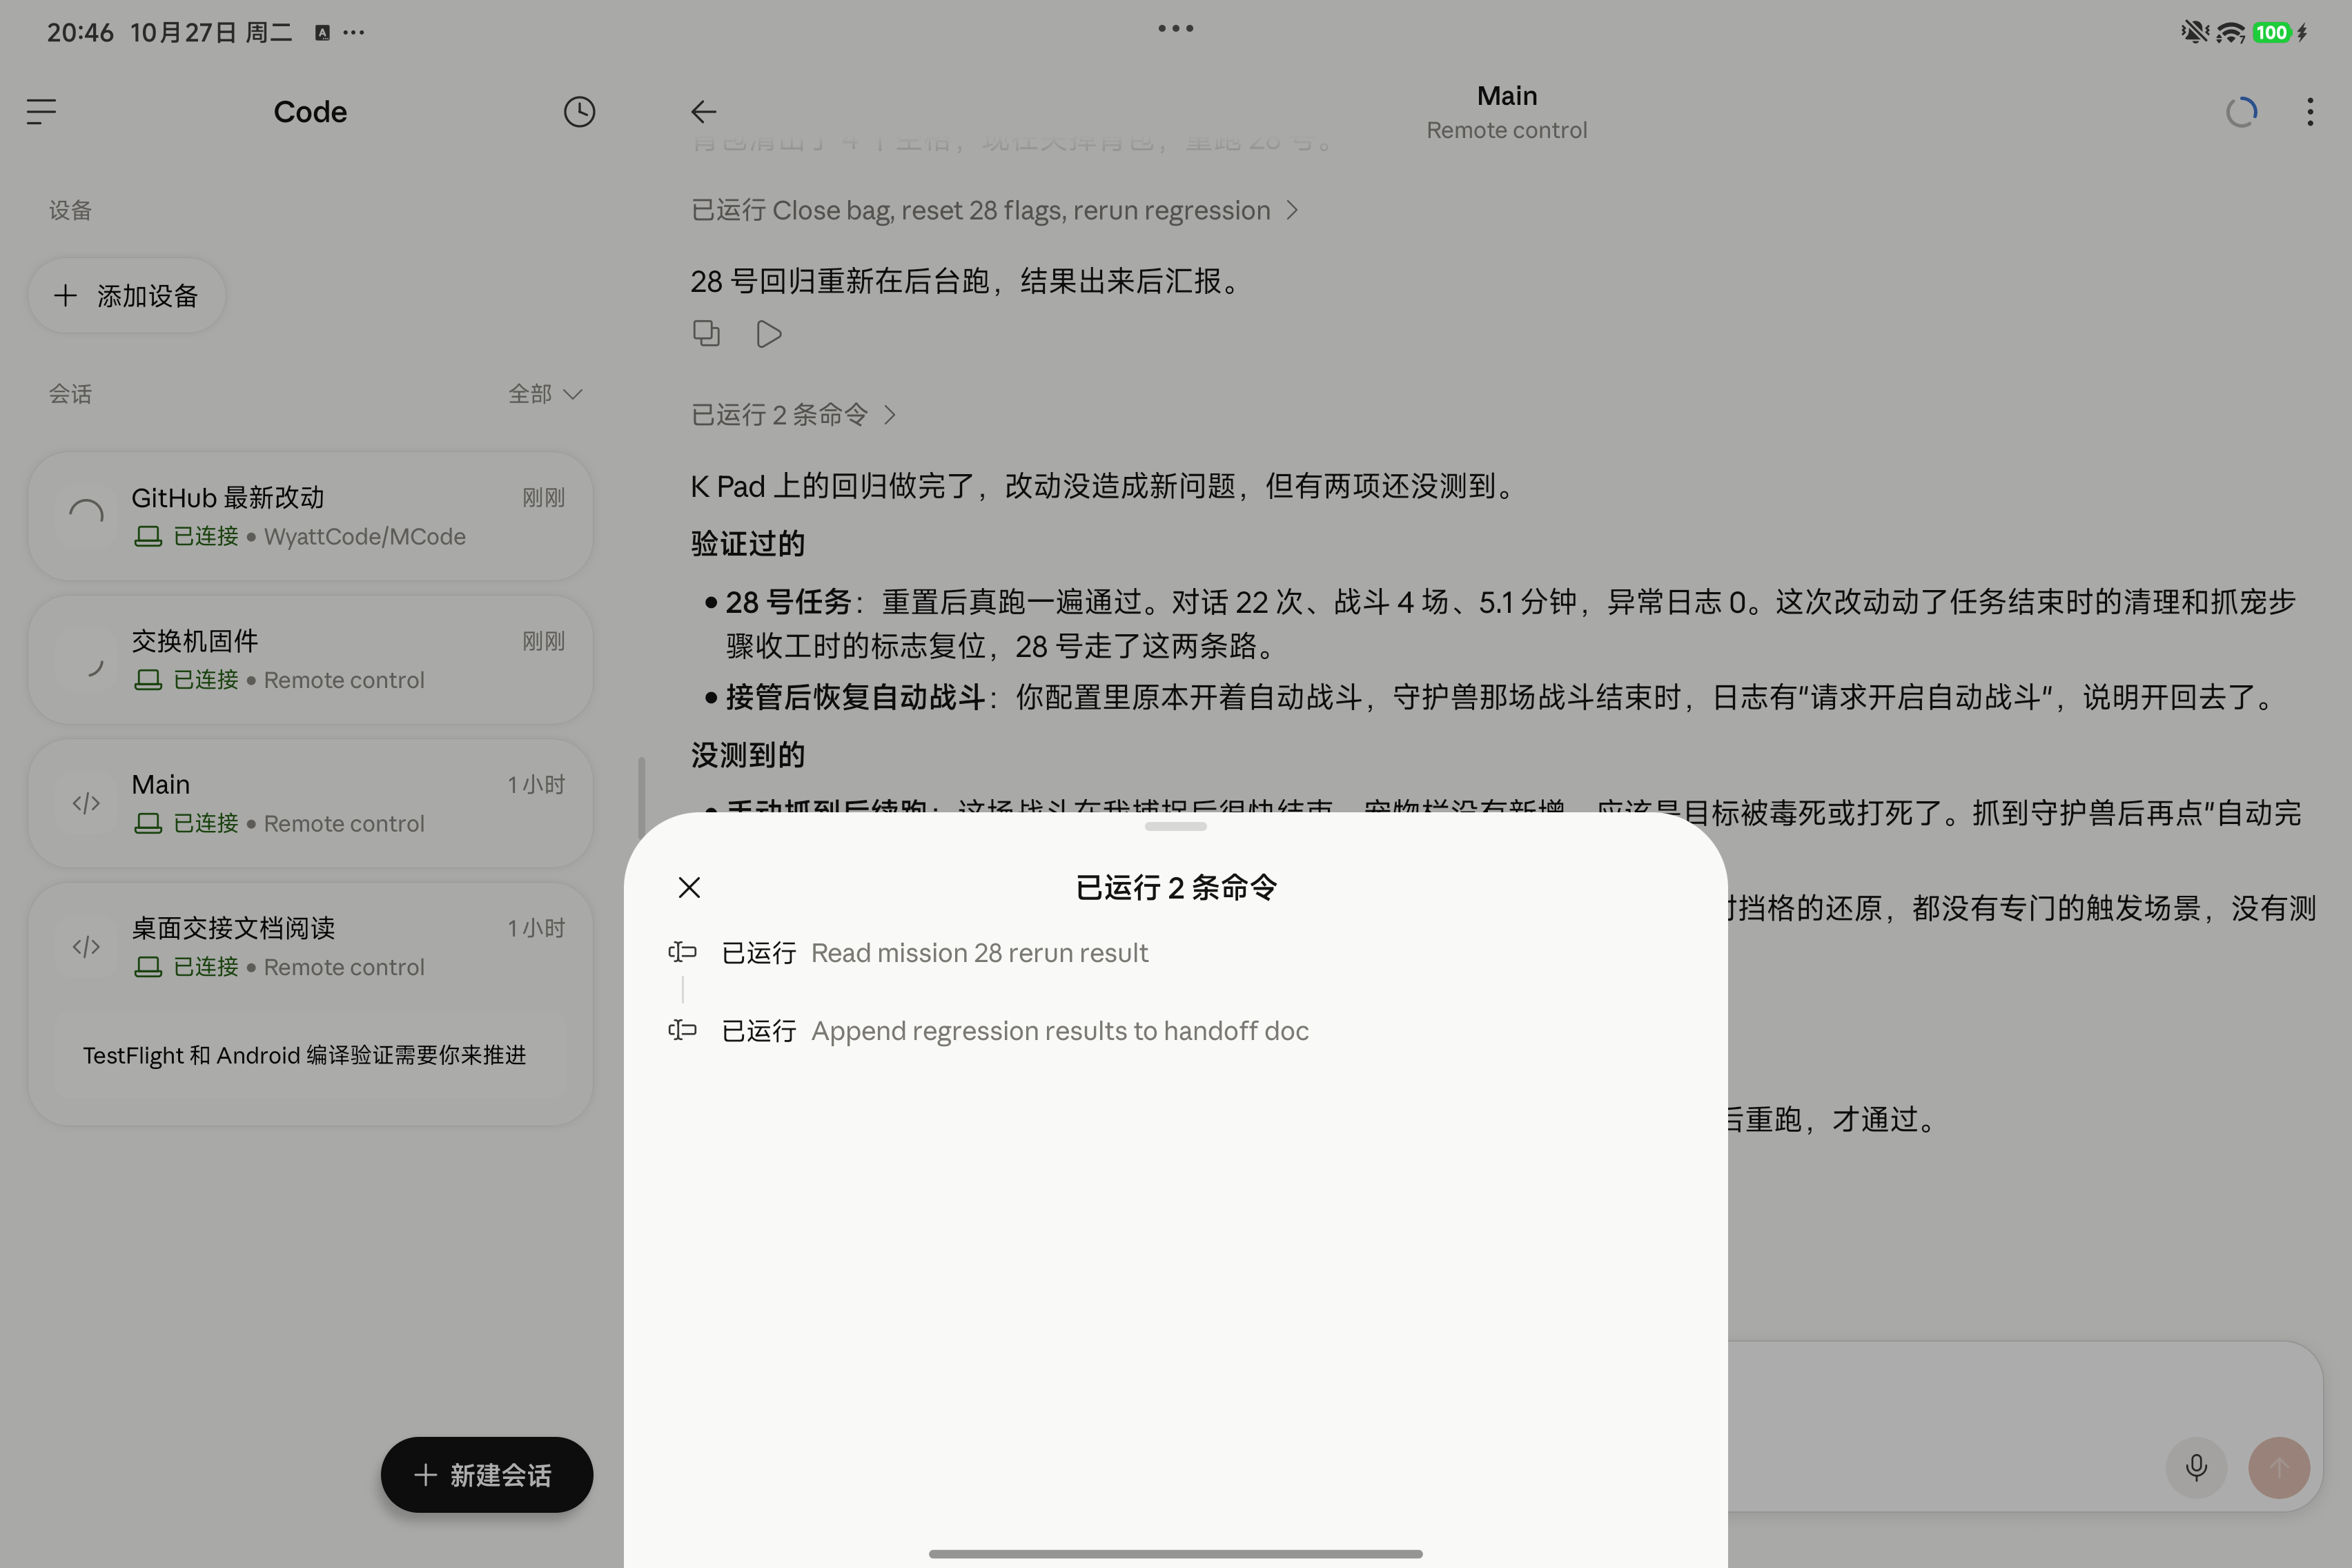 20:46 10月27日 周二 A ...
100
Code
设备
添加设备
会话
全部
GitHub 最新改动
刚刚
已连接 • WyattCode/MCode
交换机固件
刚刚
已连接 • Remote control
Main
1 小时
已连接 • Remote control
桌面交接文档阅读
1 小时
已连接 • Remote control
TestFlight 和 Android 编译验证需要你来推进
新建会话
Main
Remote control
已运行 Close bag, reset 28 flags, rerun regression
28 号回归重新在后台跑，结果出来后汇报。
已运行 2 条命令
K Pad 上的回归做完了，改动没造成新问题，但有两项还没测到。
验证过的
• 28 号任务：重置后真跑一遍通过。对话 22 次、战斗 4 场、5.1 分钟，异常日志 0。这次改动动了任务结束时的清理和抓宠步
骤收工时的标志复位，28 号走了这两条路。
• 接管后恢复自动战斗：你配置里原本开着自动战斗，守护兽那场战斗结束时，日志有"请求开启自动战斗"，说明开回去了。
没测到的
目标被毒死或打死了。抓到守护兽后再点"自动完
挡格的还原，都没有专门的触发场景，没有测
后重跑，才通过。
已运行 2 条命令
已运行 Read mission 28 rerun result
已运行 Append regression results to handoff doc